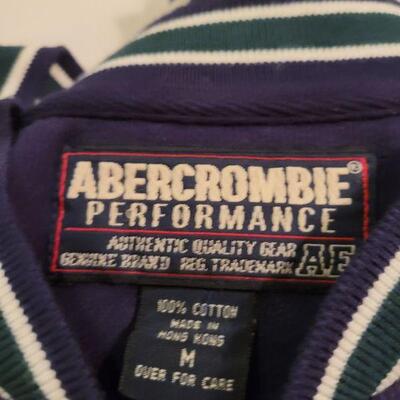 ABERCROMBIE®
PERFORMANCE
AUTHENTIC QUALITY GEAR
GENUINE BRAND REG. TRADEMARK AF
100% COTTON
MADE IN
HONG KONG
M
OVER FOR CARE